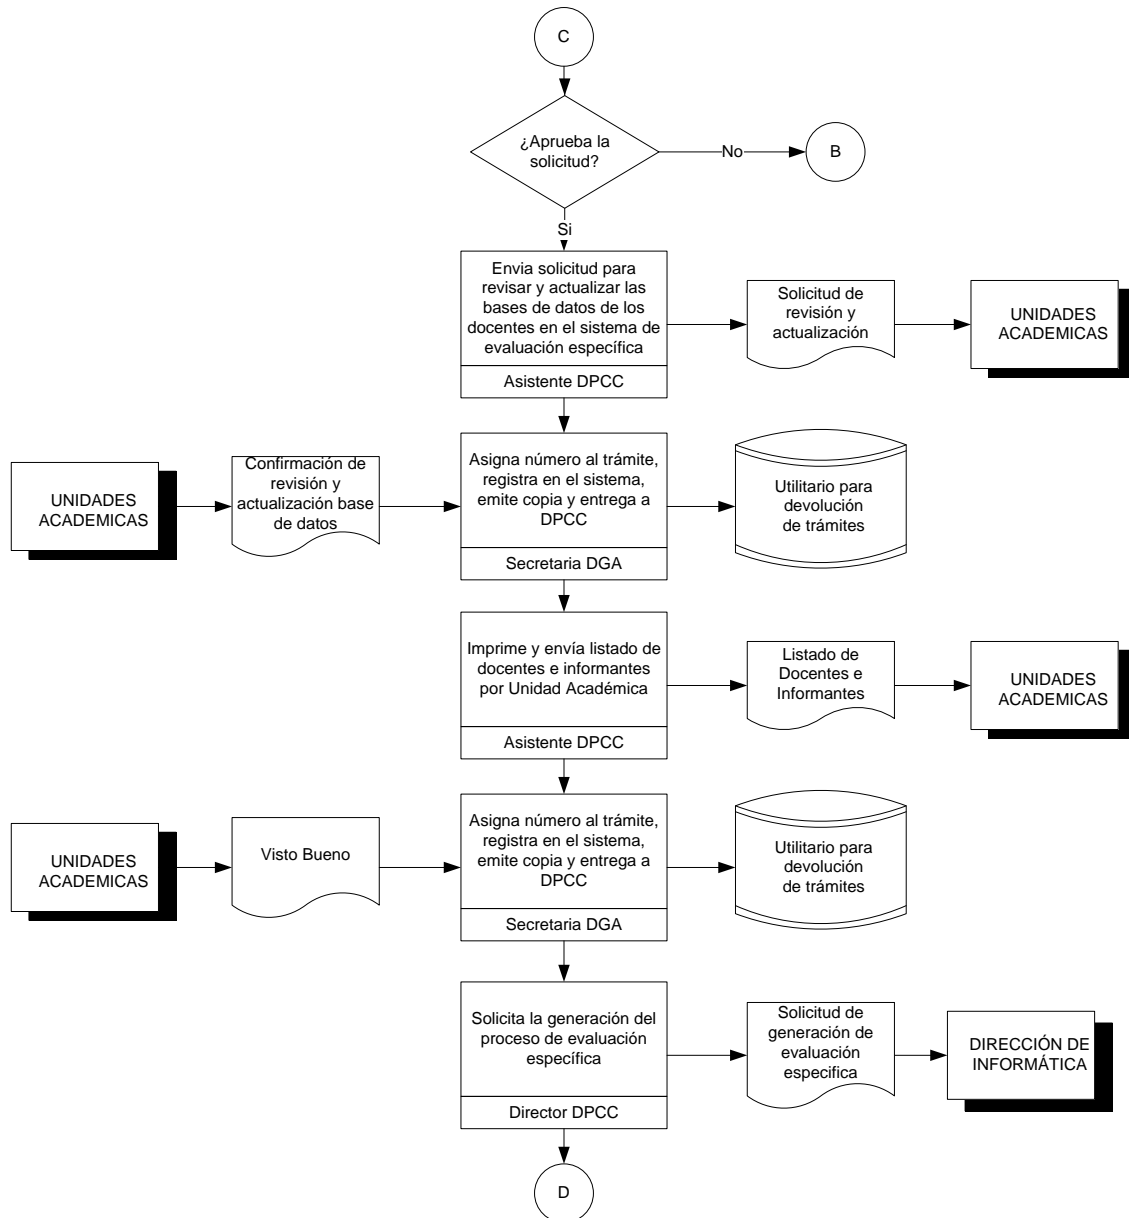 C
¿Aprueba la
solicitud?
No
B
Si
Envia solicitud para
revisar y actualizar las
bases de datos de los
docentes en el sistema de
evaluación específica
Asistente DPCC
Solicitud de
revisión y
actualización
UNIDADES
ACADEMICAS
UNIDADES
ACADEMICAS
Confirmación de
revisión y
actualización base
de datos
Asigna número al trámite,
registra en el sistema,
emite copia y entrega a
DPCC
Secretaria DGA
Utilitario para
devolución
de trámites
Imprime y envía listado de
docentes e informantes
por Unidad Académica
Asistente DPCC
Listado de
Docentes e
Informantes
UNIDADES
ACADEMICAS
UNIDADES
ACADEMICAS
Visto Bueno
Asigna número al trámite,
registra en el sistema,
emite copia y entrega a
DPCC
Secretaria DGA
Utilitario para
devolución
de trámites
Solicita la generación del
proceso de evaluación
específica
Director DPCC
Solicitud de
generación de
evaluación
especifica
DIRECCIÓN DE
INFORMÁTICA
D